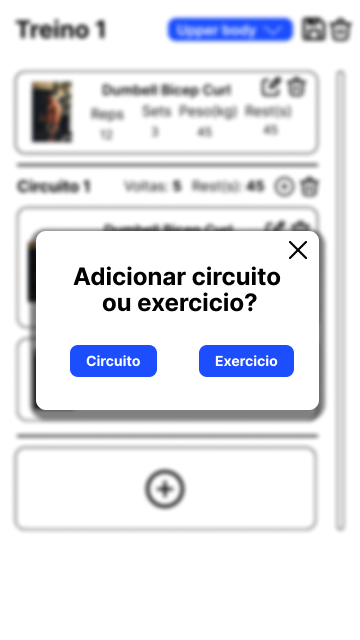 Treino 1
Upper body
Dumbell Bicep Curl
Reps Sets Peso(kg) Rest(s)
12 3 45 45
Circuito 1 Voltas: 5 Rest(s): 45
Dumbell Bicep Curl
Adicionar circuito
ou exercicio?
Circuito Exercicio